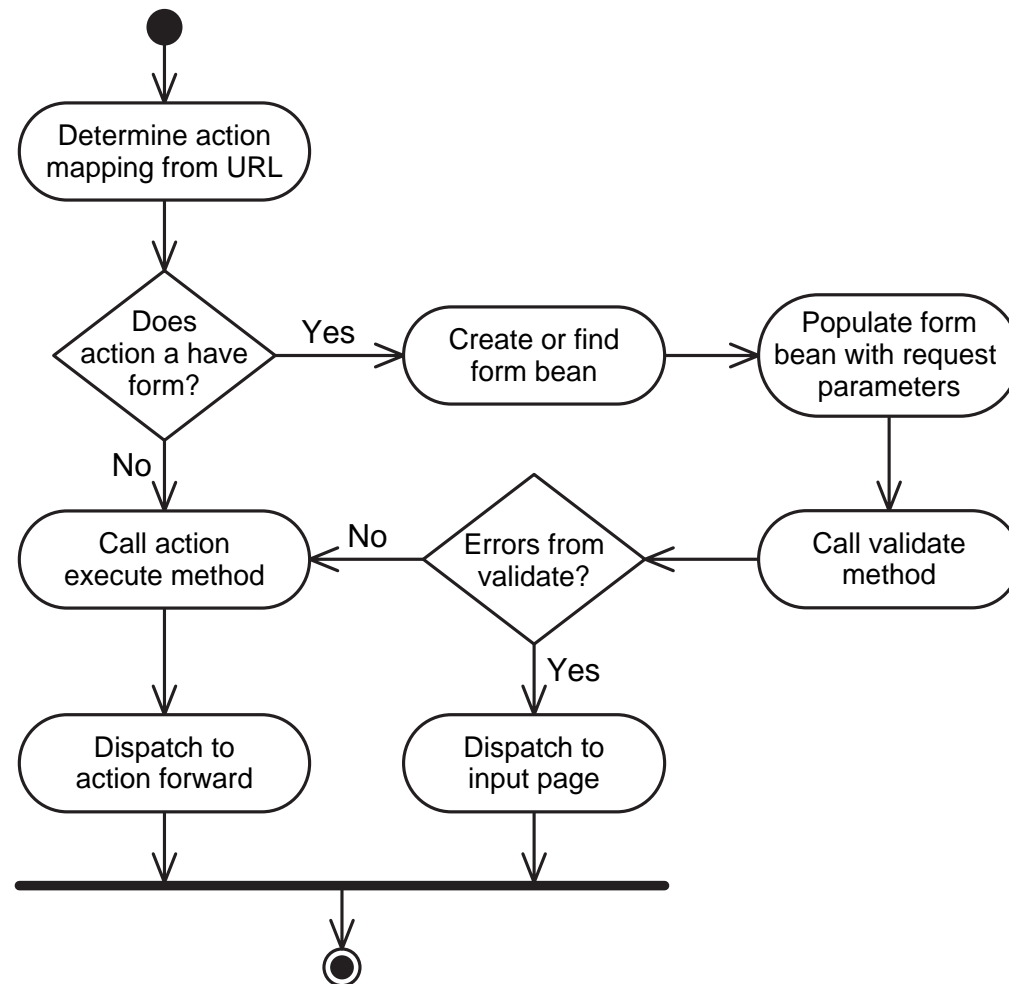 Determine action
mapping from URL
Does
action a have
form?
Yes
Create or find
form bean
Populate form
bean with request
parameters
No
Call action
execute method
No
Errors from
validate?
Call validate
method
Yes
Dispatch to
action forward
Dispatch to
input page